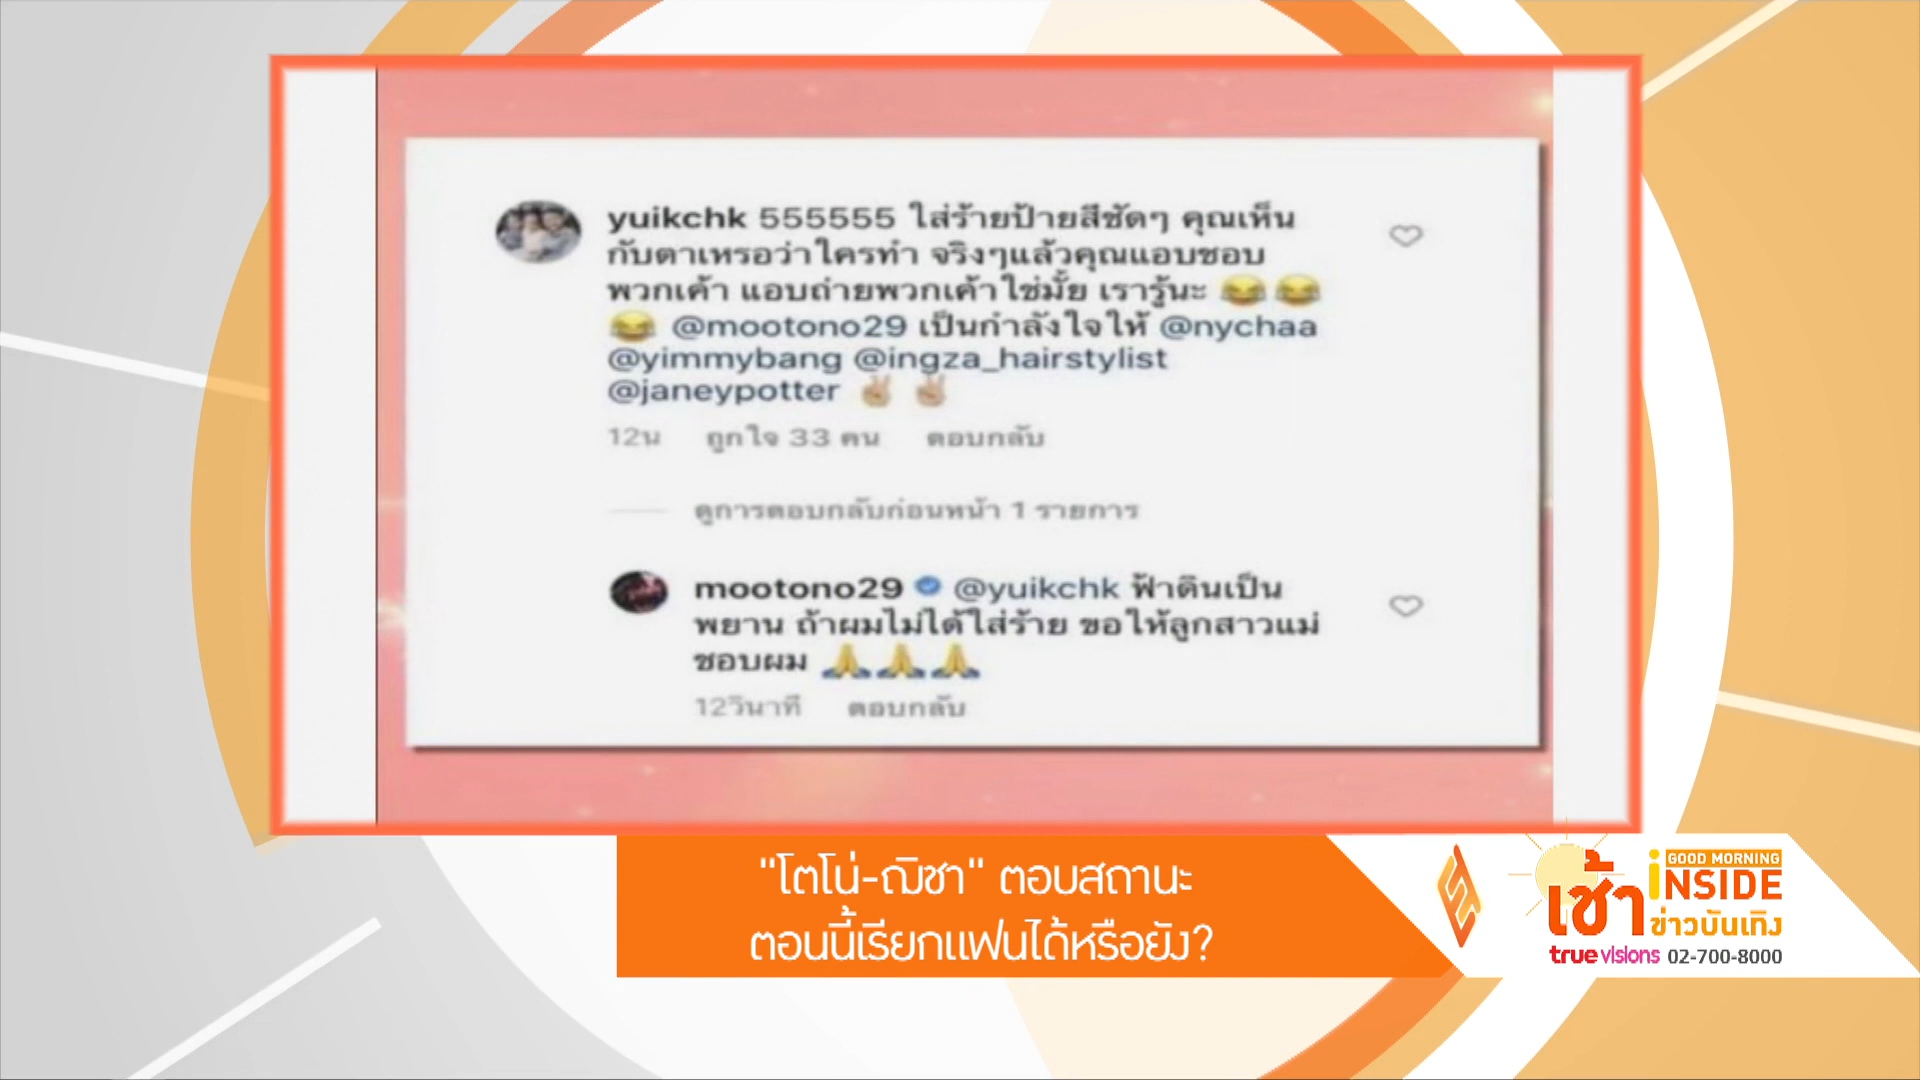 yuikchk 555555 ใส่ร้ายป้ายสีชัดๆ คุณเห็น
กับตาเหรอว่าใครทำ จริงๆแล้วคุณแอบชอบ
พวกเค้า แอบถ่ายพวกเค้าใช่มั้ย เรารู้นะ 😂😂
😂 @mootono29 เป็นกำลังใจให้ @nychaa
@yimmybang @ingza_hairstylist
@janeypotter ✌🏼✌🏼
12น ถูกใจ 33 คน ตอบกลับ
ดูการตอบกลับก่อนหน้า 1 รายการ
mootono29 @yuikchk ฟ้าดินเป็น
พยาน ถ้าผมไม่ได้ใส่ร้าย ขอให้ลูกสาวแม่
ชอบผม 🙏🙏🙏
12วินาที ตอบกลับ
"โตโน่-ณิชา" ตอบสถานะ
ตอนนี้เรียกแฟนได้หรือยัง?
เช้า
GOOD MORNING
iNSIDE
ข่าวบันเทิง
true visions 02-700-8000